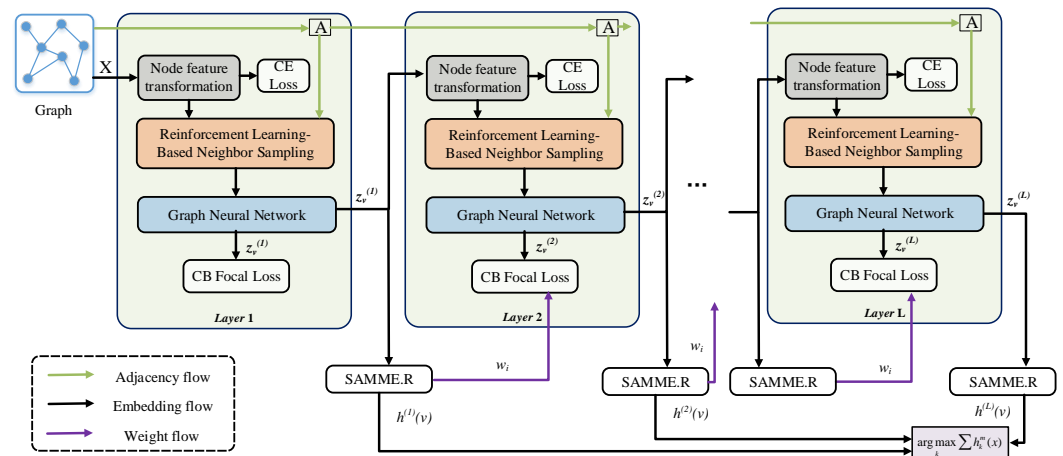 Graph
X
A
Node feature
transformation
CE
Loss
Reinforcement Learning-
Based Neighbor Sampling
Graph Neural Network
z_v^(1)
z_v^(1)
CB Focal Loss
Layer 1
A
Node feature
transformation
CE
Loss
Reinforcement Learning-
Based Neighbor Sampling
Graph Neural Network
z_v^(2)
z_v^(2)
CB Focal Loss
Layer 2
...
A
Node feature
transformation
CE
Loss
Reinforcement Learning-
Based Neighbor Sampling
Graph Neural Network
z_v^(L)
z_v^(L)
CB Focal Loss
Layer L
SAMME.R
w_i
SAMME.R
w_i
SAMME.R
w_i
SAMME.R
h^(1)(v)
h^(2)(v)
h^(L)(v)
arg max_k ∑ h_k^m(x)
Adjacency flow
Embedding flow
Weight flow